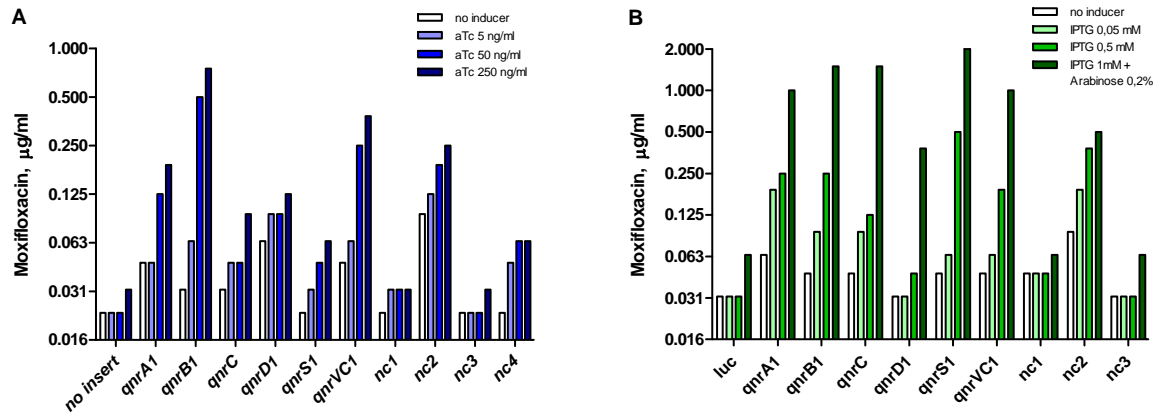 A
no inducer
aTc 5 ng/ml
aTc 50 ng/ml
aTc 250 ng/ml
Moxifloxacin, µg/ml
1.000
0.500
0.250
0.125
0.063
0.031
0.016
no insert
qnrA1
qnrB1
qnrC
qnrD1
qnrS1
qnrVC1
nc1
nc2
nc3
nc4
B
no inducer
IPTG 0,05 mM
IPTG 0,5 mM
IPTG 1mM +
Arabinose 0,2%
Moxifloxacin, µg/ml
2.000
1.000
0.500
0.250
0.125
0.063
0.031
0.016
luc
qnrA1
qnrB1
qnrC
qnrD1
qnrS1
qnrVC1
nc1
nc2
nc3